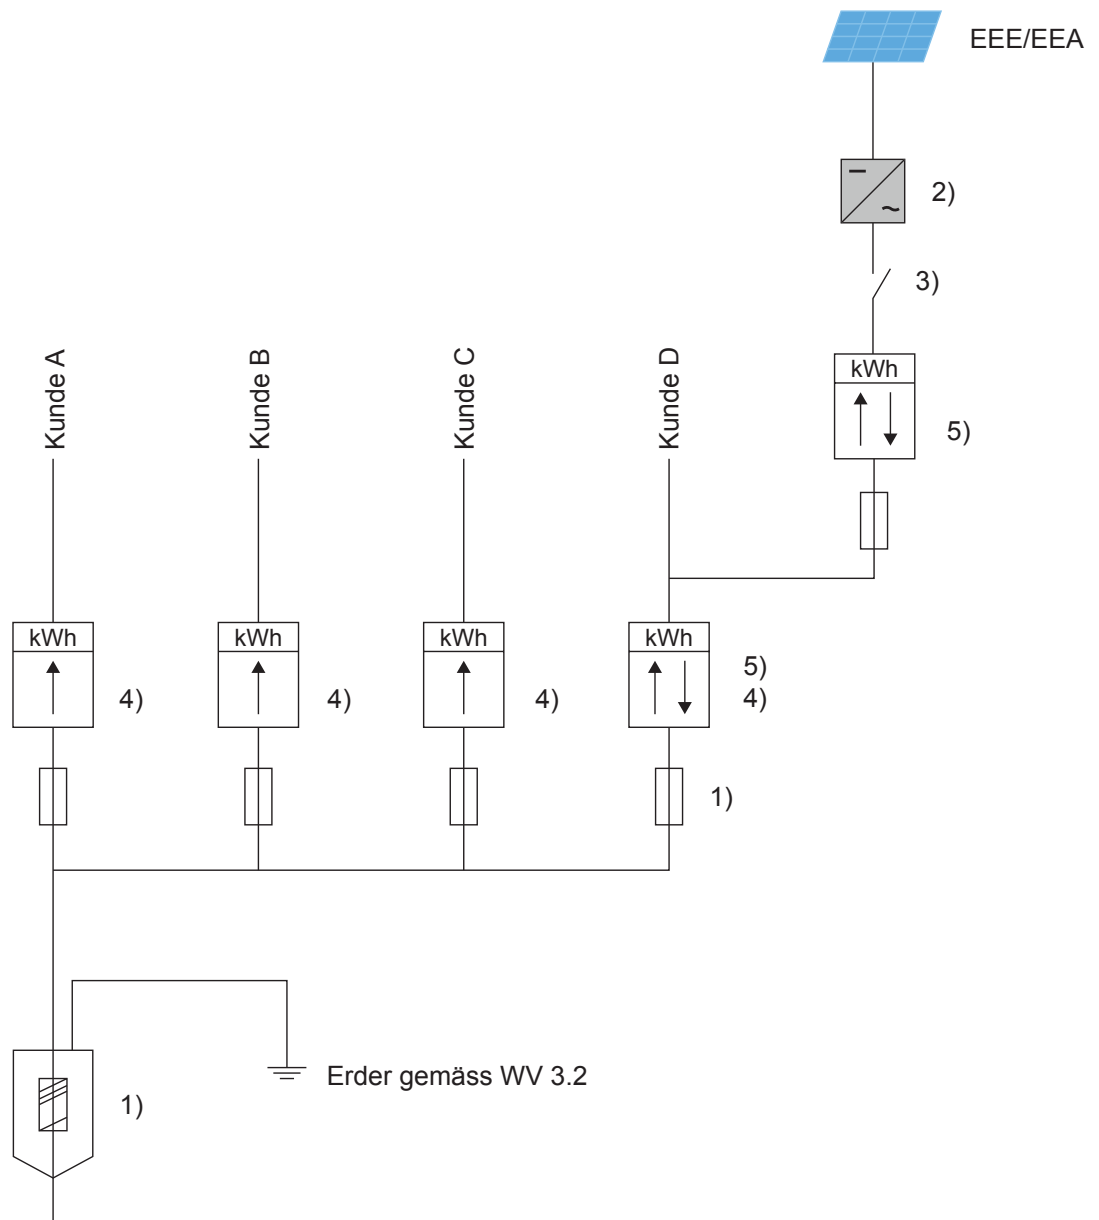 EEE/EEA
2)
3)
Kunde A
Kunde B
Kunde C
Kunde D
kWh
5)
kWh
kWh
kWh
kWh
4)
4)
4)
5)
4)
1)
Erder gemäss WV 3.2
1)